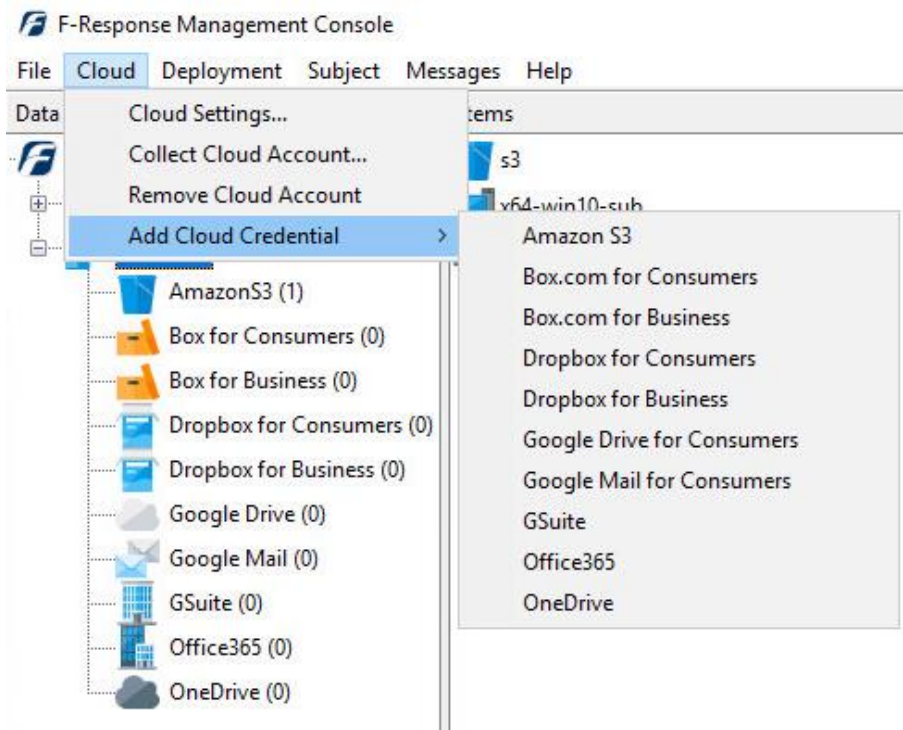 F-Response Management Console
File Cloud Deployment Subject Messages Help
Data
Cloud Settings...
Collect Cloud Account...
Remove Cloud Account
Add Cloud Credential >
s3
x64-win10-sub
Amazon S3
Box.com for Consumers
Box.com for Business
Dropbox for Consumers
Dropbox for Business
Google Drive for Consumers
Google Mail for Consumers
GSuite
Office365
OneDrive
AmazonS3 (1)
Box for Consumers (0)
Box for Business (0)
Dropbox for Consumers (0)
Dropbox for Business (0)
Google Drive (0)
Google Mail (0)
GSuite (0)
Office365 (0)
OneDrive (0)